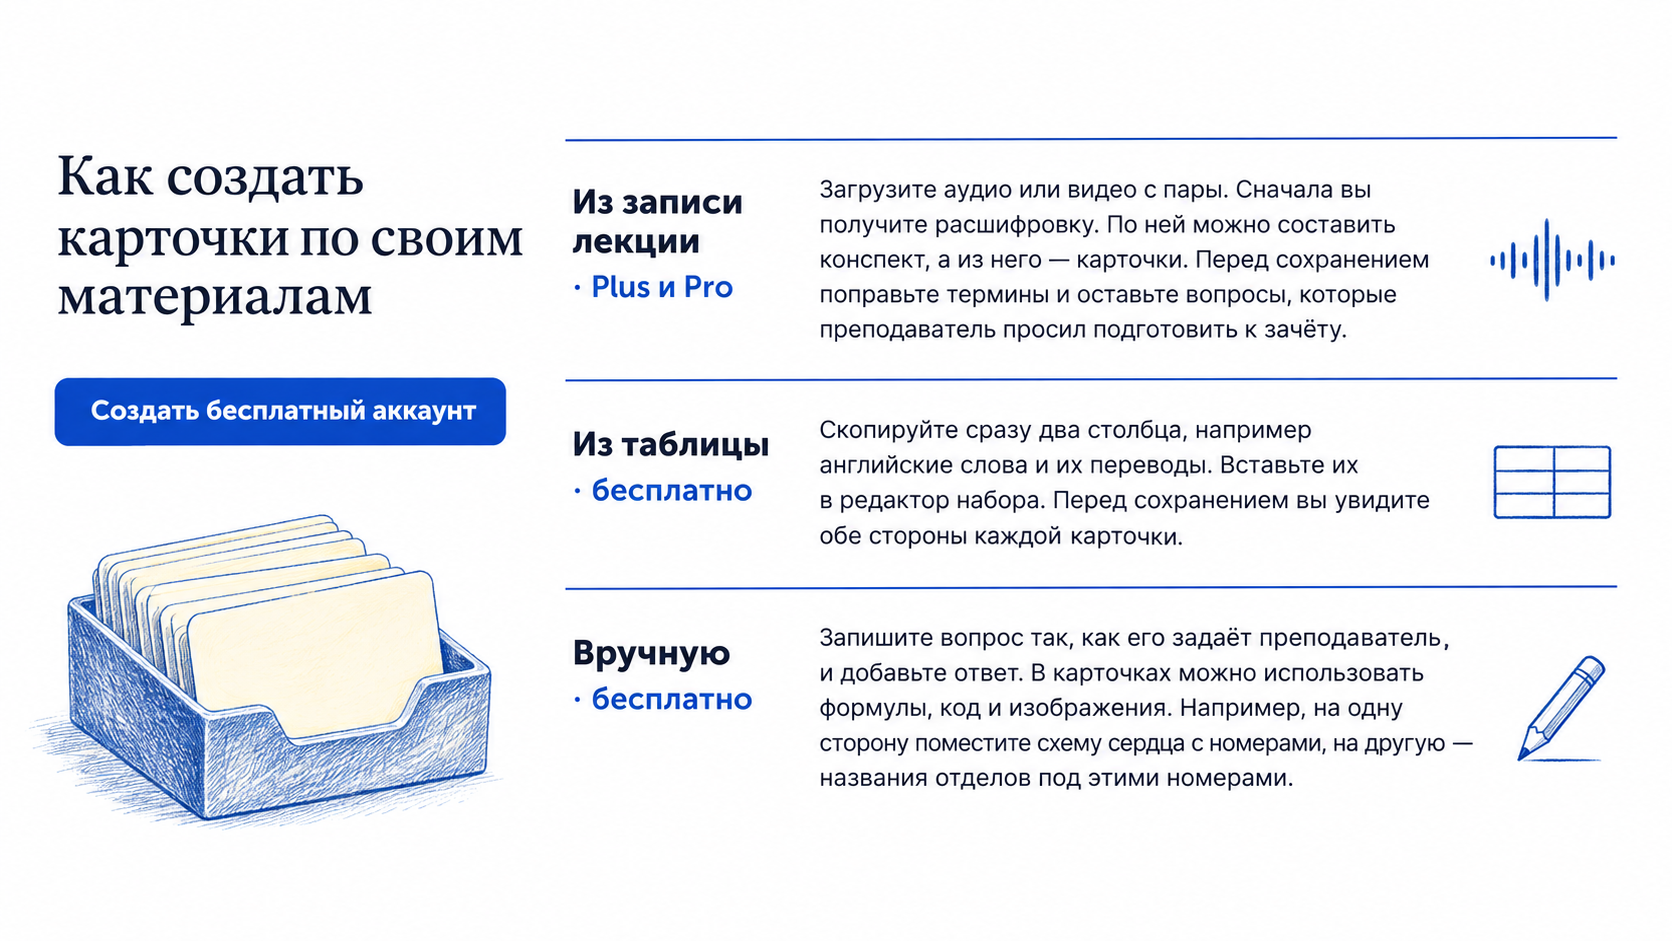 Как создать
карточки по своим
материалам
Создать бесплатный аккаунт
Из записи
лекции
· Plus и Pro
Загрузите аудио или видео с пары. Сначала вы
получите расшифровку. По ней можно составить
конспект, а из него — карточки. Перед сохранением
поправьте термины и оставьте вопросы, которые
преподаватель просил подготовить к зачёту.
Из таблицы
· бесплатно
Скопируйте сразу два столбца, например
английские слова и их переводы. Вставьте их
в редактор набора. Перед сохранением вы увидите
обе стороны каждой карточки.
Вручную
· бесплатно
Запишите вопрос так, как его задаёт преподаватель,
и добавьте ответ. В карточках можно использовать
формулы, код и изображения. Например, на одну
сторону поместите схему сердца с номерами, на другую —
названия отделов под этими номерами.